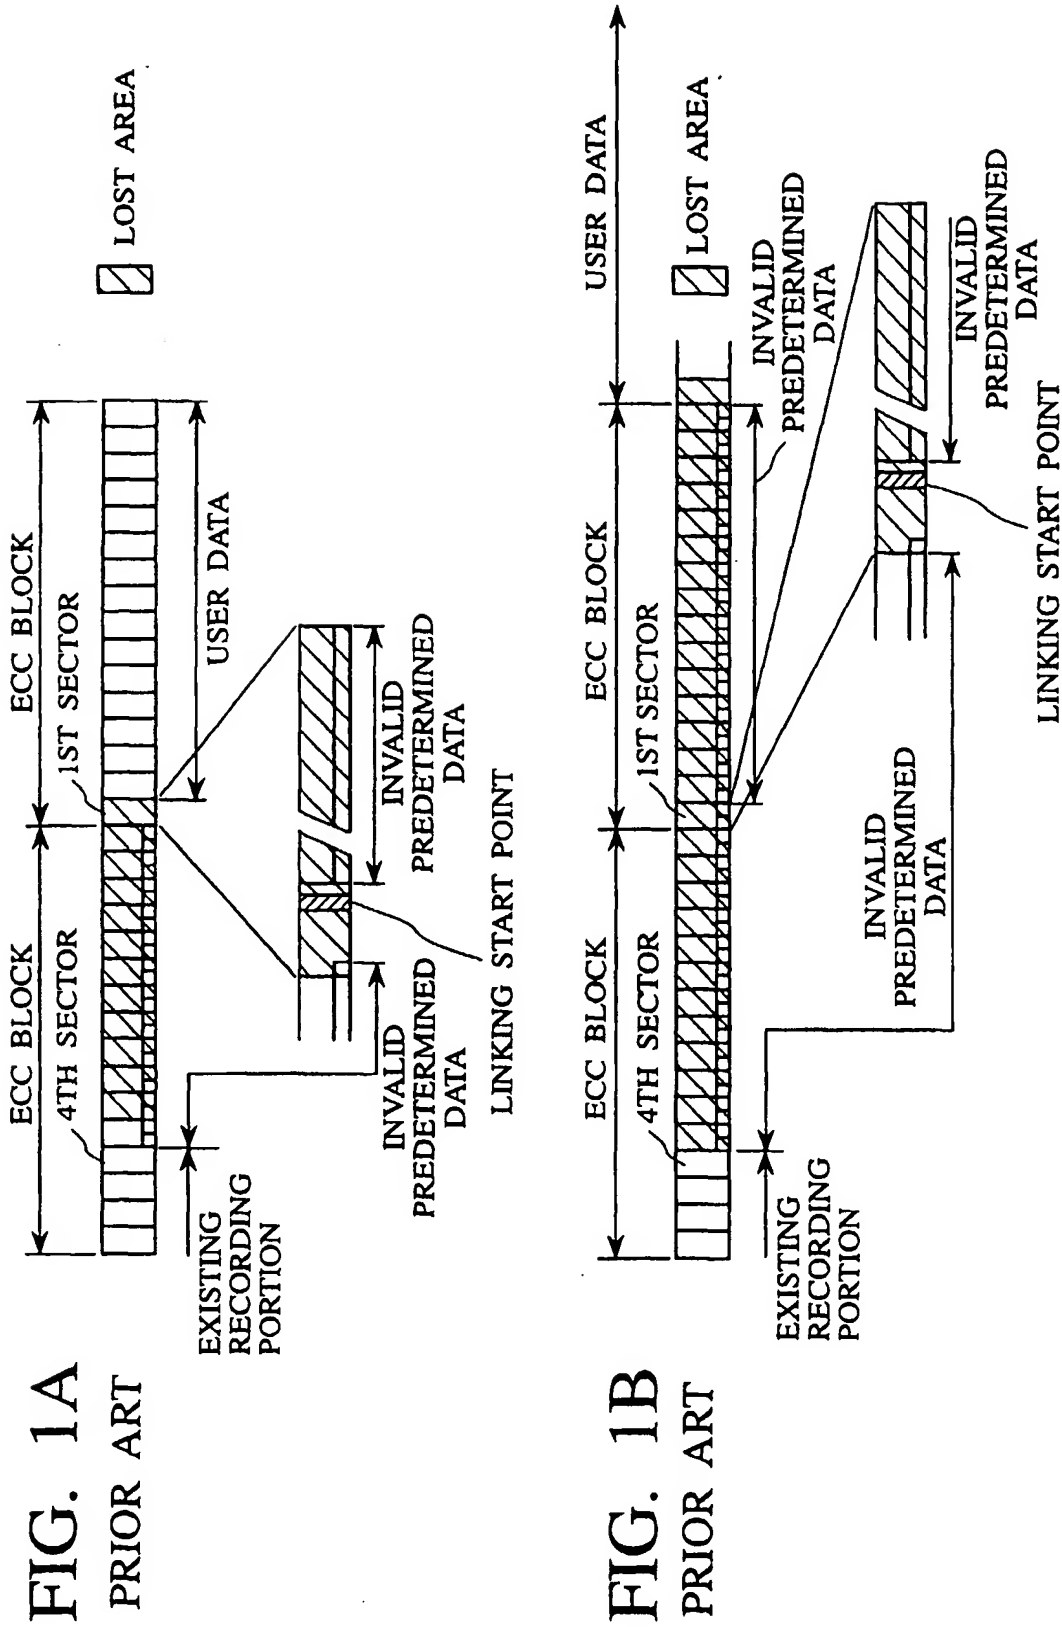 FIG. 1A
PRIOR ART
ECC BLOCK
ECC BLOCK
4TH SECTOR
1ST SECTOR
LOST AREA
EXISTING
RECORDING
PORTION
USER DATA
INVALID
PREDETERMINED
DATA
INVALID
PREDETERMINED
DATA
LINKING START POINT
FIG. 1B
PRIOR ART
ECC BLOCK
ECC BLOCK
USER DATA
4TH SECTOR
1ST SECTOR
LOST AREA
EXISTING
RECORDING
PORTION
INVALID
PREDETERMINED
DATA
INVALID
PREDETERMINED
DATA
INVALID
PREDETERMINED
DATA
LINKING START POINT